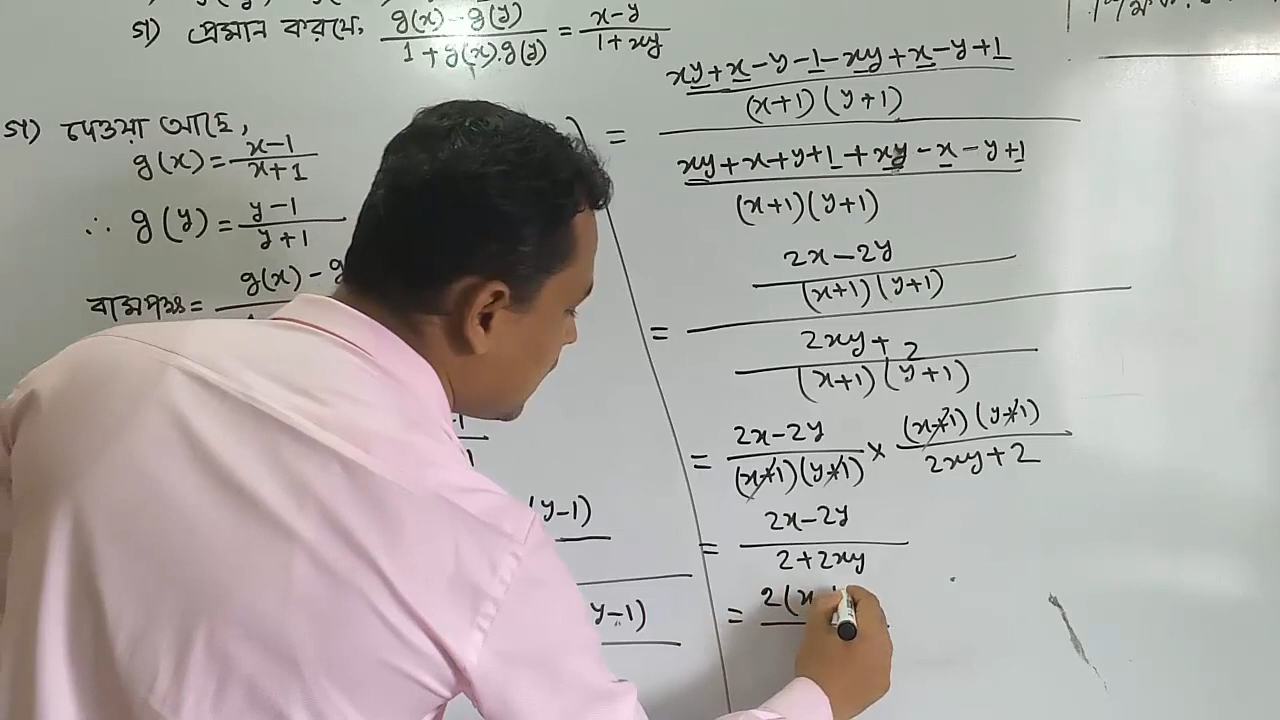 গ) প্রমান করযে, (g(x) - g(y))/(1 + g(x).g(y)) = (x-y)/(1+xy)
গ) দেওয়া আছে,
g(x) = (x-1)/(x+1)
∴ g(y) = (y-1)/(y+1)
বামপক্ষ = g(x) - g
y-1)
y-1)
= ((xy+x-y-1-xy+x-y+1)/((x+1)(y+1)))/((xy+x+y+1+xy-x-y+1)/((x+1)(y+1)))
= ((2x-2y)/((x+1)(y+1)))/((2xy+2)/((x+1)(y+1)))
= (2x-2y)/((x+1)(y+1)) × ((x+1)(y+1))/(2xy+2)
= (2x-2y)/(2+2xy)
= 2(x